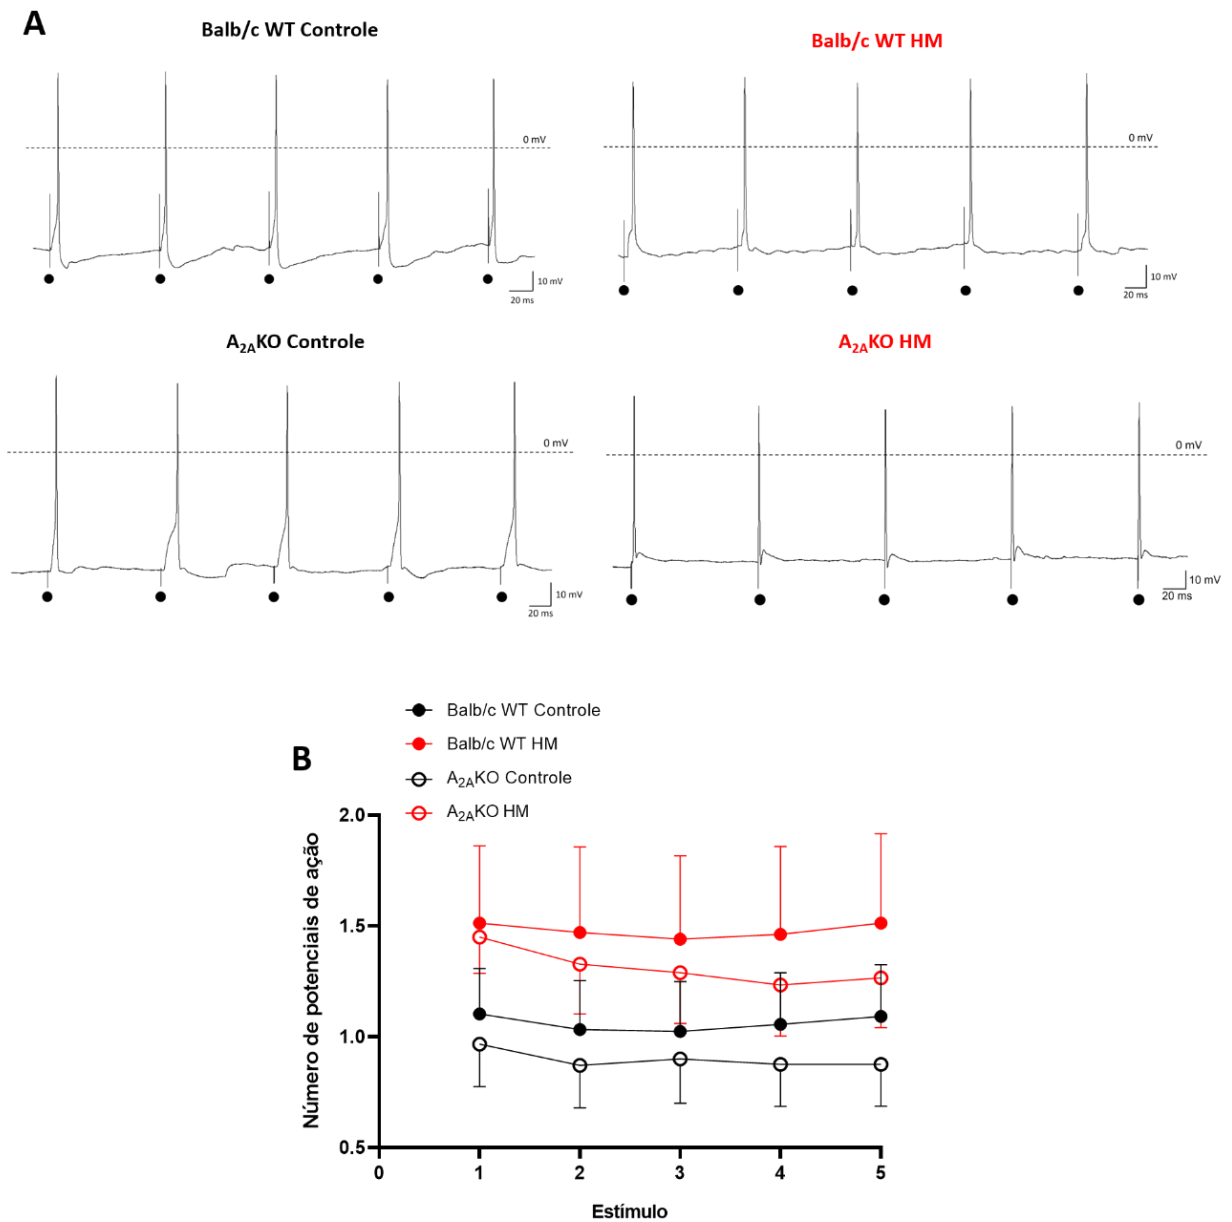 A
Balb/c WT Controle
Balb/c WT HM
0 mV
0 mV
10 mV
20 ms
10 mV
20 ms
A2AKO Controle
A2AKO HM
0 mV
0 mV
10 mV
20 ms
10 mV
20 ms
Balb/c WT Controle
Balb/c WT HM
A2AKO Controle
A2AKO HM
B
Número de potenciais de ação
2.0
1.5
1.0
0.5
0 1 2 3 4 5
Estímulo